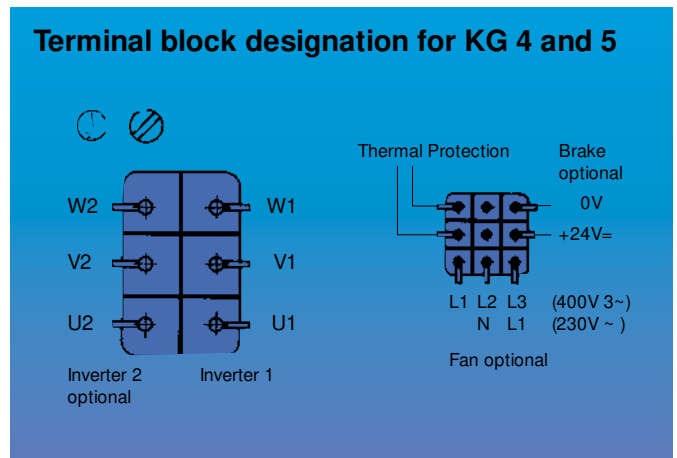 Terminal block designation for KG 4 and 5
Thermal Protection
Brake
optional
W2
W1
0V
+24V=
V2
V1
L1 L2 L3 (400V 3~)
U2
U1
N L1 (230V ~ )
Fan optional
Inverter 2
optional
Inverter 1